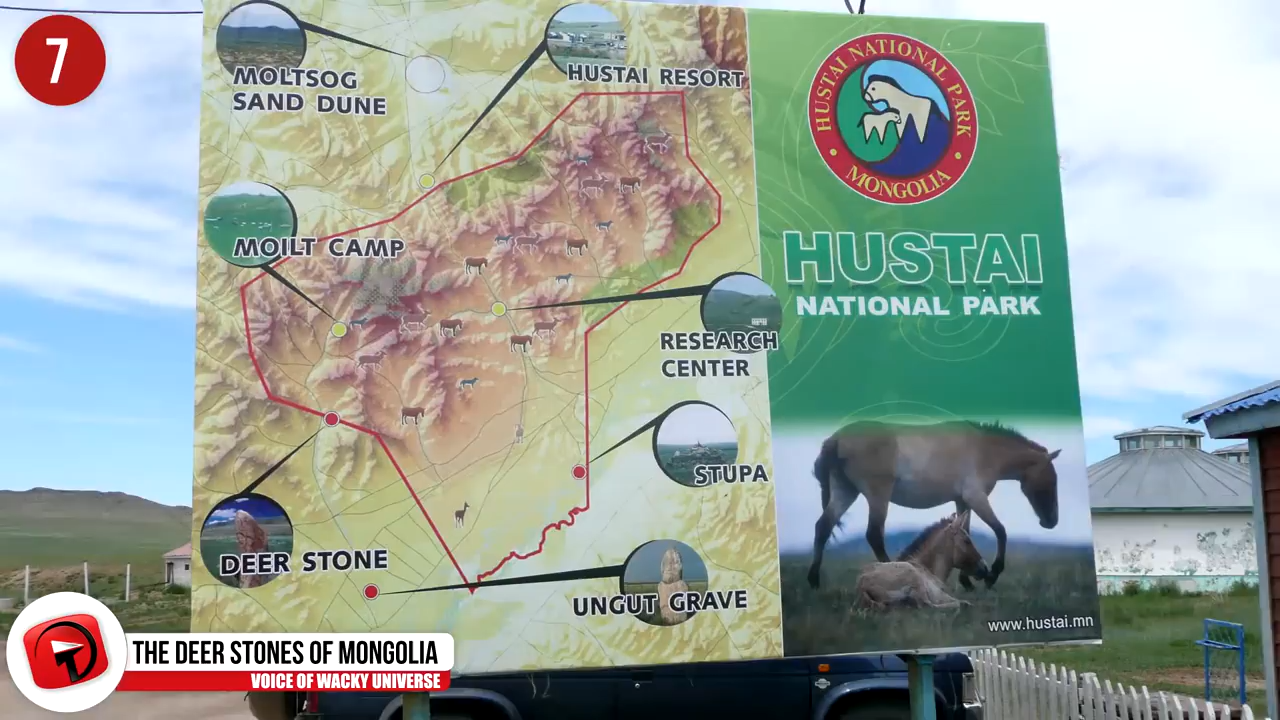 7
MOLTSOG
SAND DUNE
HUSTAI RESORT
MOILT CAMP
RESEARCH
CENTER
STUPA
DEER STONE
UNGUT GRAVE
HUSTAI NATIONAL PARK
MONGOLIA
HUSTAI
NATIONAL PARK
www.hustai.mn
THE DEER STONES OF MONGOLIA
VOICE OF WACKY UNIVERSE